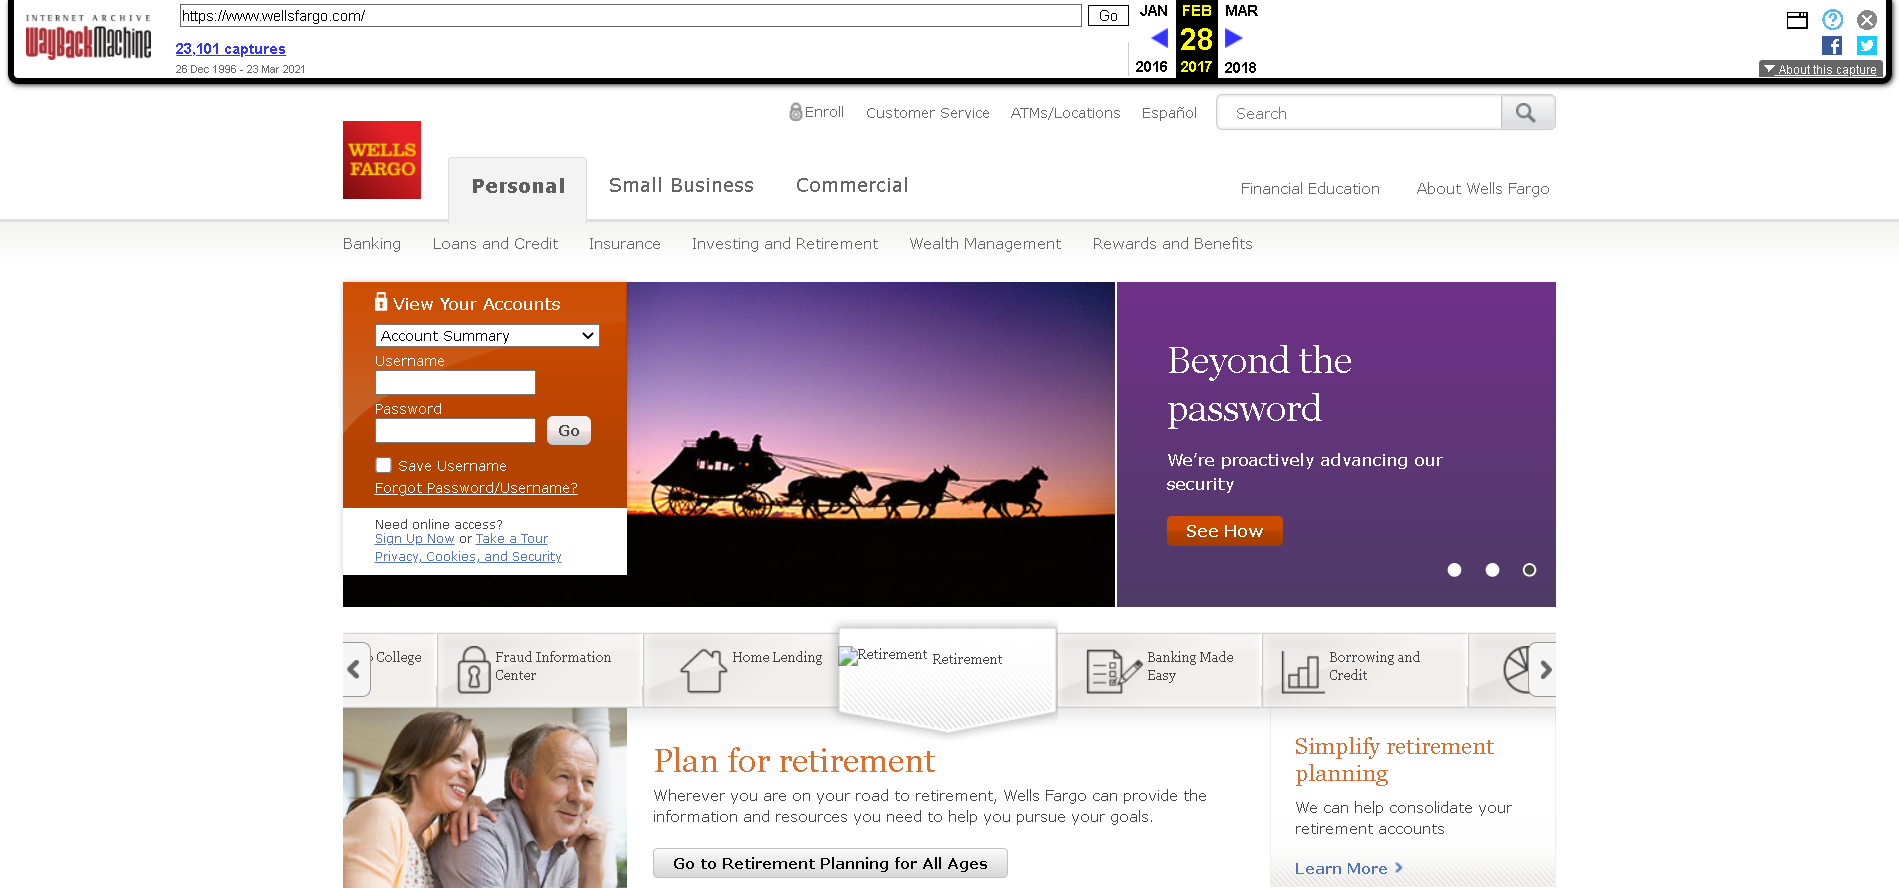 INTERNET ARCHIVE
WayBackMachine
https://www.wellsfargo.com/
Go
JAN FEB MAR
28
2016 2017 2018
23,101 captures
26 Dec 1996 - 23 Mar 2021
About this capture
Enroll
Customer Service
ATMs/Locations
Español
Search
WELLS
FARGO
Personal
Small Business
Commercial
Financial Education
About Wells Fargo
Banking
Loans and Credit
Insurance
Investing and Retirement
Wealth Management
Rewards and Benefits
View Your Accounts
Account Summary
Username
Password
Go
Save Username
Forgot Password/Username?
Need online access?
Sign Up Now or Take a Tour
Privacy, Cookies, and Security
Beyond the
password
We're proactively advancing our
security
See How
College
Fraud Information
Center
Home Lending
Retirement
Retirement
Banking Made
Easy
Borrowing and
Credit
Plan for retirement
Wherever you are on your road to retirement, Wells Fargo can provide the
information and resources you need to help you pursue your goals.
Go to Retirement Planning for All Ages
Simplify retirement
planning
We can help consolidate your
retirement accounts
Learn More